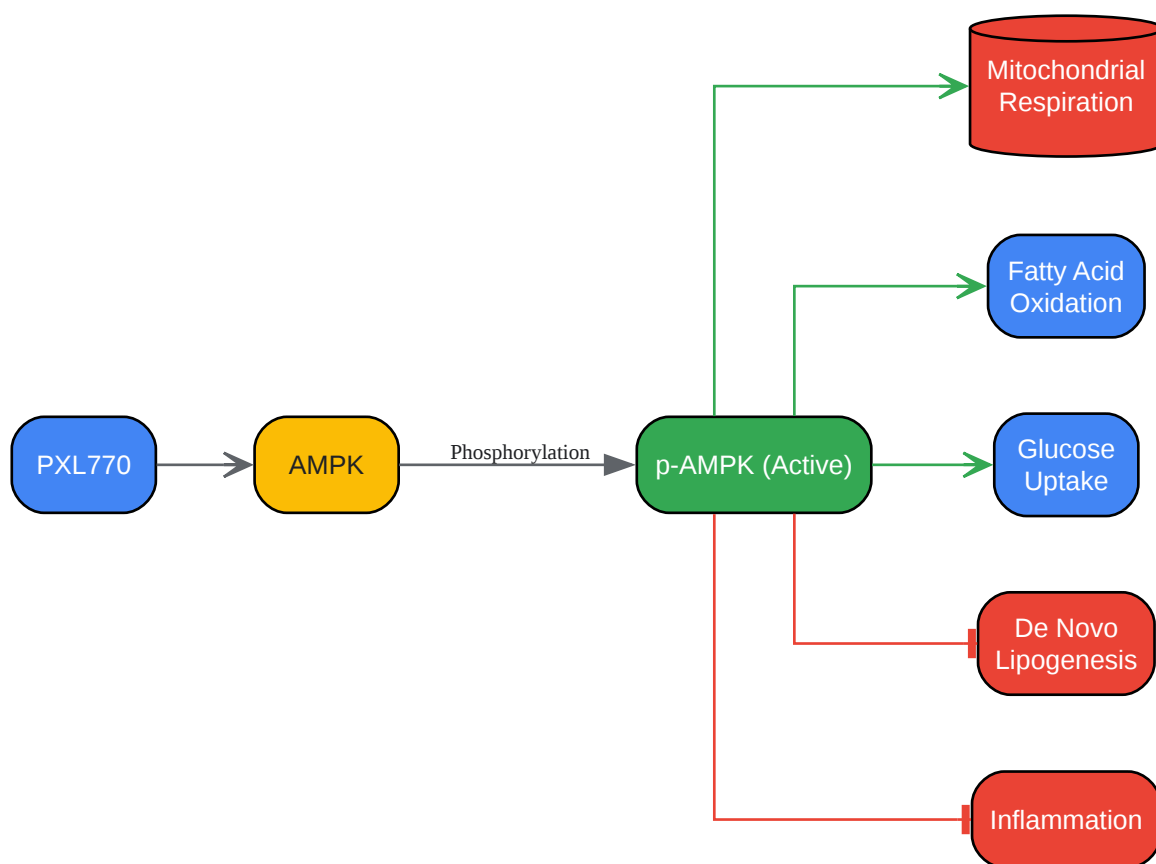 Mitochondrial
Respiration
Fatty Acid
Oxidation
PXL770
AMPK
Phosphorylation
p-AMPK (Active)
Glucose
Uptake
De Novo
Lipogenesis
Inflammation